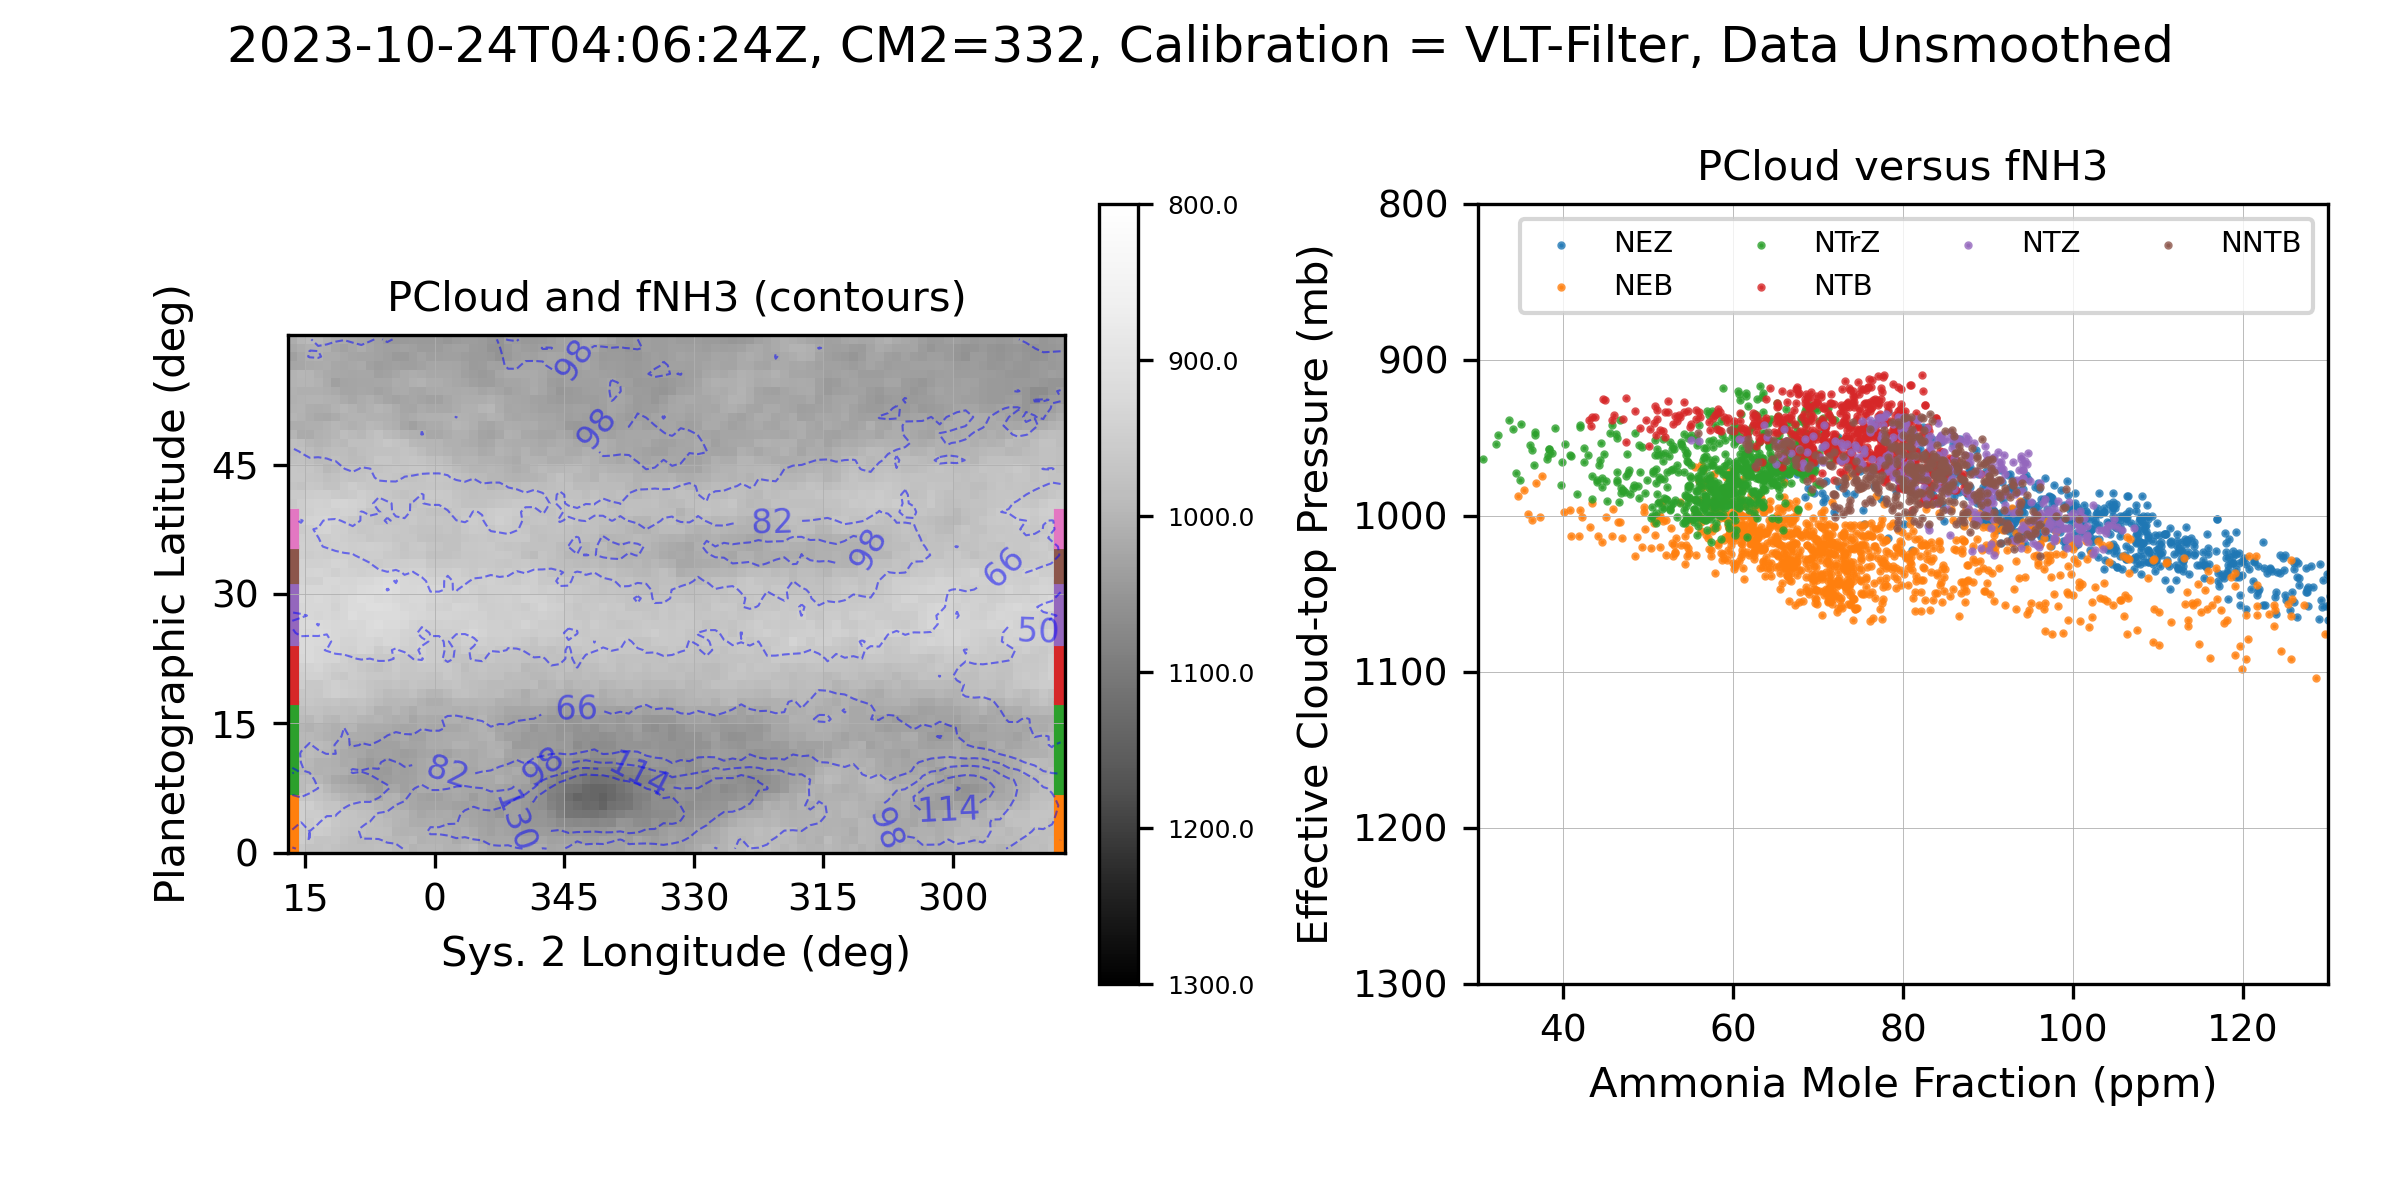 2023-10-24T04:06:24Z, CM2=332, Calibration = VLT-Filter, Data Unsmoothed
PCloud and fNH3 (contours)
Planetographic Latitude (deg)
45
30
15
0
15 0 345 330 315 300
Sys. 2 Longitude (deg)
98
98
82
98
66
50
66
82
98
114
130
98
114
800.0
900.0
1000.0
1100.0
1200.0
1300.0
PCloud versus fNH3
Effective Cloud-top Pressure (mb)
800
900
1000
1100
1200
1300
NEZ NTrZ NTZ NNTB
NEB NTB
40 60 80 100 120
Ammonia Mole Fraction (ppm)